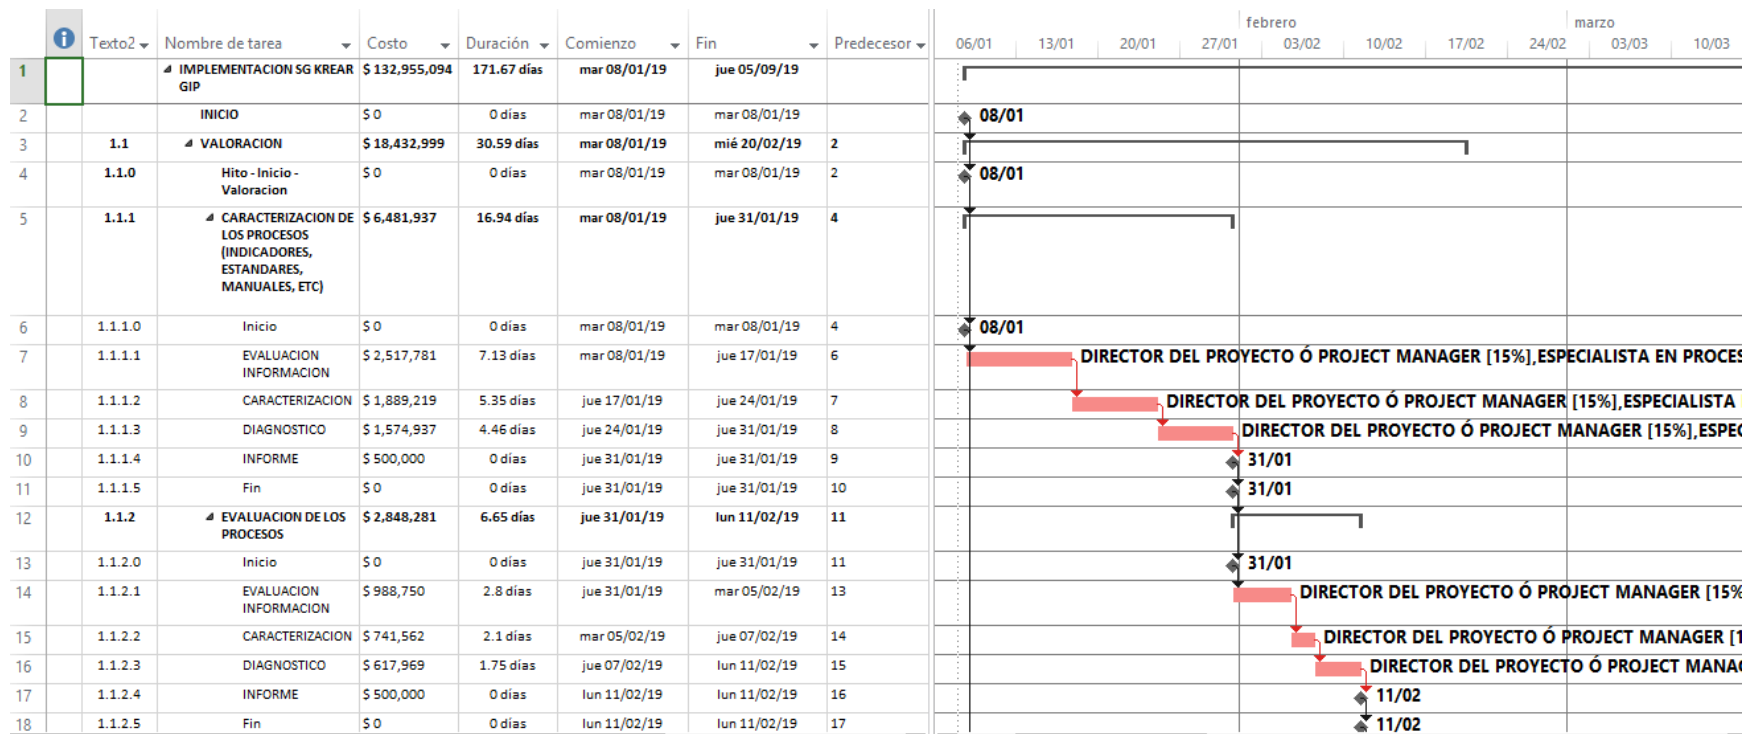 febrero marzo
Texto2 Nombre de tarea Costo Duración Comienzo Fin Predecesor 06/01 13/01 20/01 27/01 03/02 10/02 17/02 24/02 03/03 10/03
1 IMPLEMENTACION SG KREAR $ 132,955,094 171.67 días mar 08/01/19 jue 05/09/19
GIP
2 INICIO $ 0 0 días mar 08/01/19 mar 08/01/19 08/01
3 1.1 VALORACION $ 18,432,999 30.59 días mar 08/01/19 mié 20/02/19 2
4 1.1.0 Hito - Inicio - $ 0 0 días mar 08/01/19 mar 08/01/19 2 08/01
Valoracion
5 1.1.1 CARACTERIZACION DE $ 6,481,937 16.94 días mar 08/01/19 jue 31/01/19 4
LOS PROCESOS
(INDICADORES,
ESTANDARES,
MANUALES, ETC)
6 1.1.1.0 Inicio $ 0 0 días mar 08/01/19 mar 08/01/19 4 08/01
7 1.1.1.1 EVALUACION $ 2,517,781 7.13 días mar 08/01/19 jue 17/01/19 6 DIRECTOR DEL PROYECTO Ó PROJECT MANAGER [15%],ESPECIALISTA EN PROCES
INFORMACION
8 1.1.1.2 CARACTERIZACION $ 1,889,219 5.35 días jue 17/01/19 jue 24/01/19 7 DIRECTOR DEL PROYECTO Ó PROJECT MANAGER [15%],ESPECIALISTA
9 1.1.1.3 DIAGNOSTICO $ 1,574,937 4.46 días jue 24/01/19 jue 31/01/19 8 DIRECTOR DEL PROYECTO Ó PROJECT MANAGER [15%],ESPEC
10 1.1.1.4 INFORME $ 500,000 0 días jue 31/01/19 jue 31/01/19 9 31/01
11 1.1.1.5 Fin $ 0 0 días jue 31/01/19 jue 31/01/19 10 31/01
12 1.1.2 EVALUACION DE LOS $ 2,848,281 6.65 días jue 31/01/19 lun 11/02/19 11
PROCESOS
13 1.1.2.0 Inicio $ 0 0 días jue 31/01/19 jue 31/01/19 11 31/01
14 1.1.2.1 EVALUACION $ 988,750 2.8 días jue 31/01/19 mar 05/02/19 13 DIRECTOR DEL PROYECTO Ó PROJECT MANAGER [15%
INFORMACION
15 1.1.2.2 CARACTERIZACION $ 741,562 2.1 días mar 05/02/19 jue 07/02/19 14 DIRECTOR DEL PROYECTO Ó PROJECT MANAGER [1
16 1.1.2.3 DIAGNOSTICO $ 617,969 1.75 días jue 07/02/19 lun 11/02/19 15 DIRECTOR DEL PROYECTO Ó PROJECT MANAG
17 1.1.2.4 INFORME $ 500,000 0 días lun 11/02/19 lun 11/02/19 16 11/02
18 1.1.2.5 Fin $ 0 0 días lun 11/02/19 lun 11/02/19 17 11/02